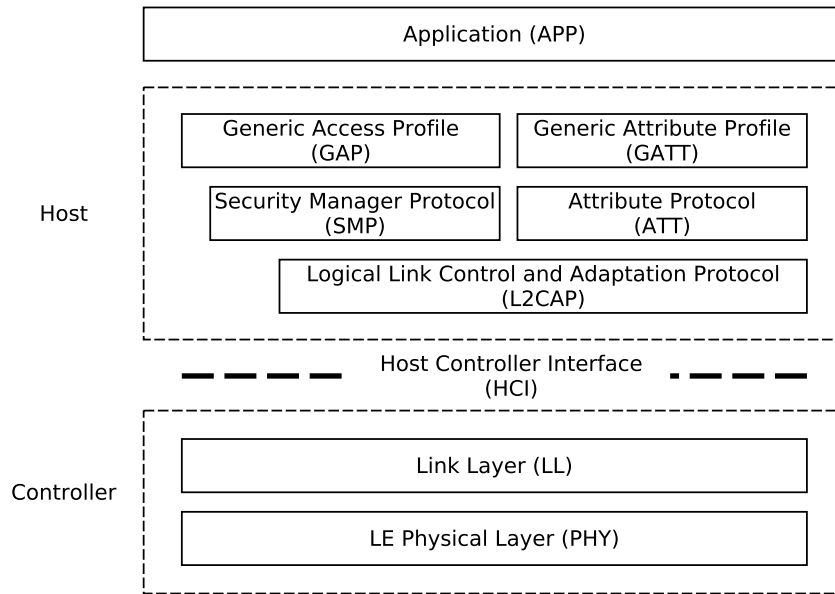 Application (APP)
Generic Access Profile
(GAP)
Generic Attribute Profile
(GATT)
Host
Security Manager Protocol
(SMP)
Attribute Protocol
(ATT)
Logical Link Control and Adaptation Protocol
(L2CAP)
Host Controller Interface
(HCI)
Controller
Link Layer (LL)
LE Physical Layer (PHY)